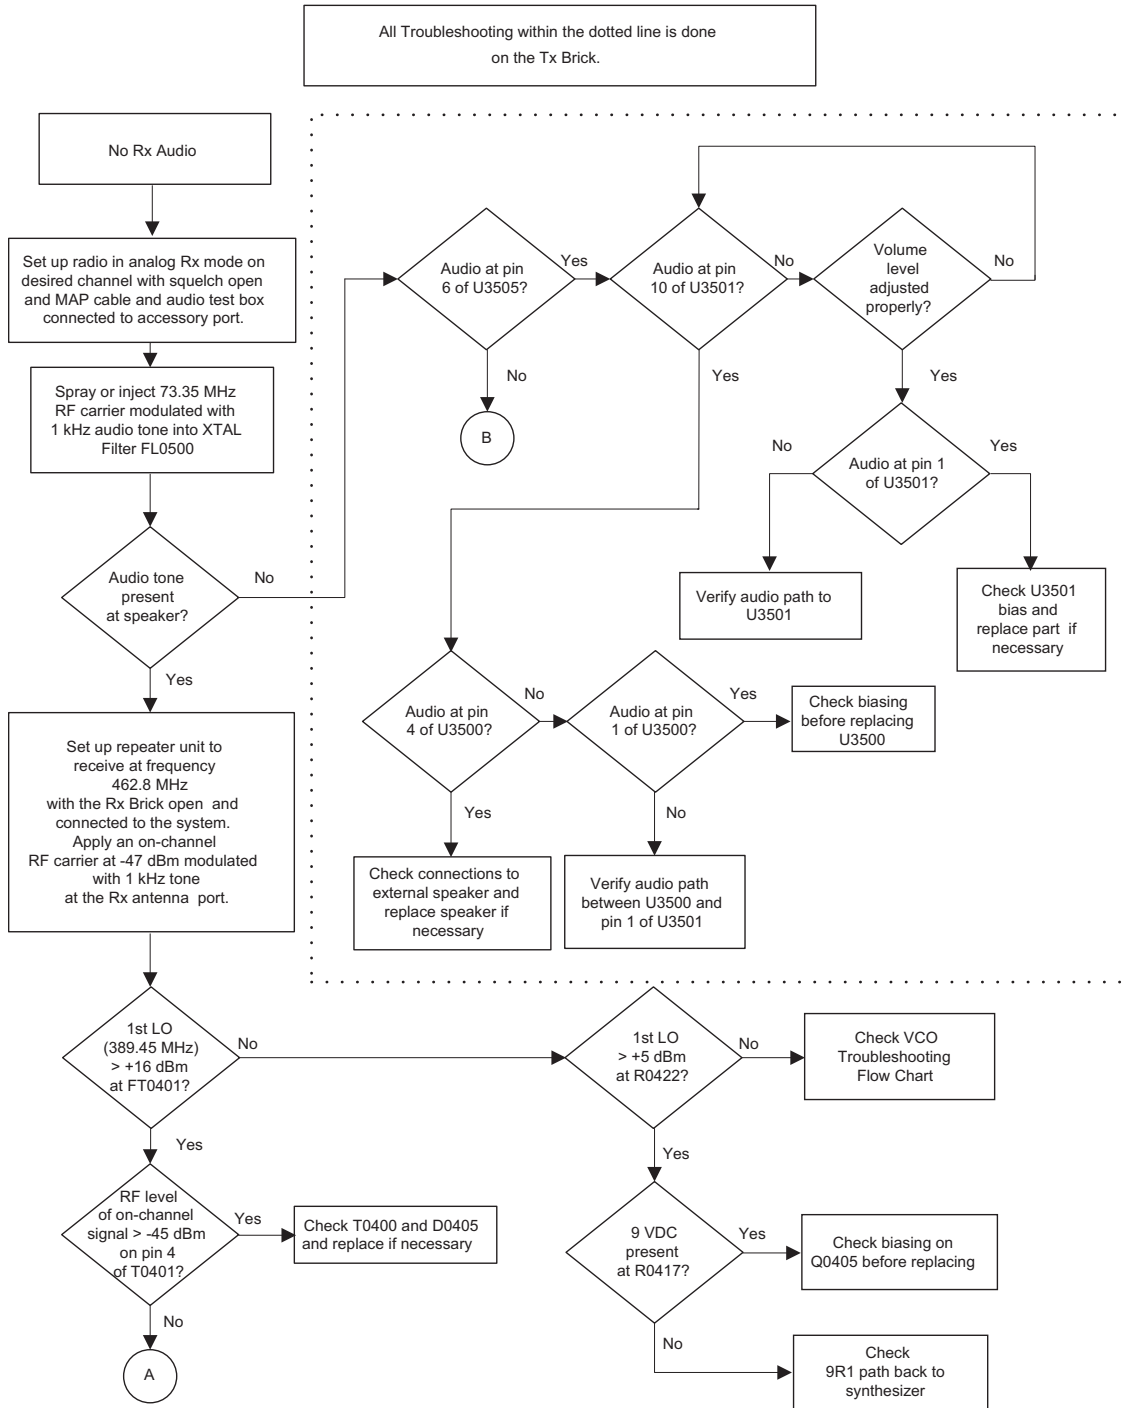 All Troubleshooting within the dotted line is done
on the Tx Brick.
No Rx Audio
Set up radio in analog Rx mode on
desired channel with squelch open
and MAP cable and audio test box
connected to accessory port.
Spray or inject 73.35 MHz
RF carrier modulated with
1 kHz audio tone into XTAL
Filter FL0500
Audio tone
present
at speaker?
No
Yes
Audio at pin
6 of U3505?
Yes
No
B
Audio at pin
10 of U3501?
No
Yes
Volume
level
adjusted
properly?
No
Yes
Audio at pin 1
of U3501?
No
Yes
Verify audio path to
U3501
Check U3501
bias and
replace part if
necessary
Audio at pin
4 of U3500?
No
Yes
Audio at pin
1 of U3500?
Yes
No
Check biasing
before replacing
U3500
Check connections to
external speaker and
replace speaker if
necessary
Verify audio path
between U3500 and
pin 1 of U3501
Set up repeater unit to
receive at frequency
462.8 MHz
with the Rx Brick open and
connected to the system.
Apply an on-channel
RF carrier at -47 dBm modulated
with 1 kHz tone
at the Rx antenna port.
1st LO
(389.45 MHz)
> +16 dBm
at FT0401?
No
Yes
1st LO
> +5 dBm
at R0422?
No
Yes
Check VCO
Troubleshooting
Flow Chart
RF level
of on-channel
signal > -45 dBm
on pin 4
of T0401?
Yes
No
Check T0400 and D0405
and replace if necessary
A
9 VDC
present
at R0417?
Yes
No
Check biasing on
Q0405 before replacing
Check
9R1 path back to
synthesizer